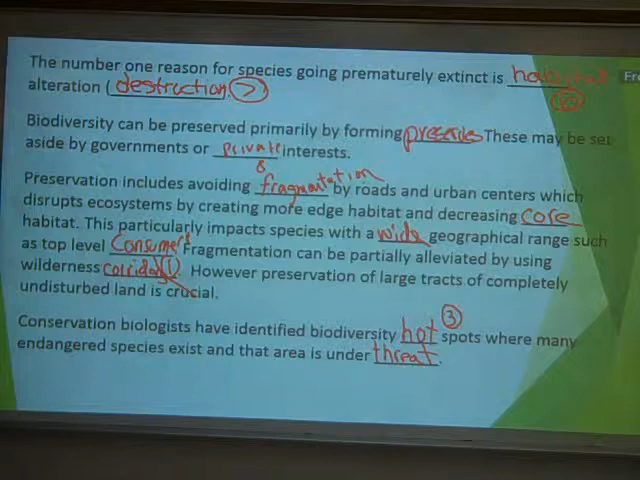 The number one reason for species going prematurely extinct is habitat
alteration (destruction). 7
Biodiversity can be preserved primarily by forming preserves These may be set
aside by governments or private interests.
8
Preservation includes avoiding fragmentation by roads and urban centers which
disrupts ecosystems by creating more edge habitat and decreasing core
habitat. This particularly impacts species with a wide geographical range such
as top level Consumers Fragmentation can be partially alleviated by using
wilderness corridors (1). However preservation of large tracts of completely
undisturbed land is crucial.
3
Conservation biologists have identified biodiversity hot spots where many
endangered species exist and that area is under threat.